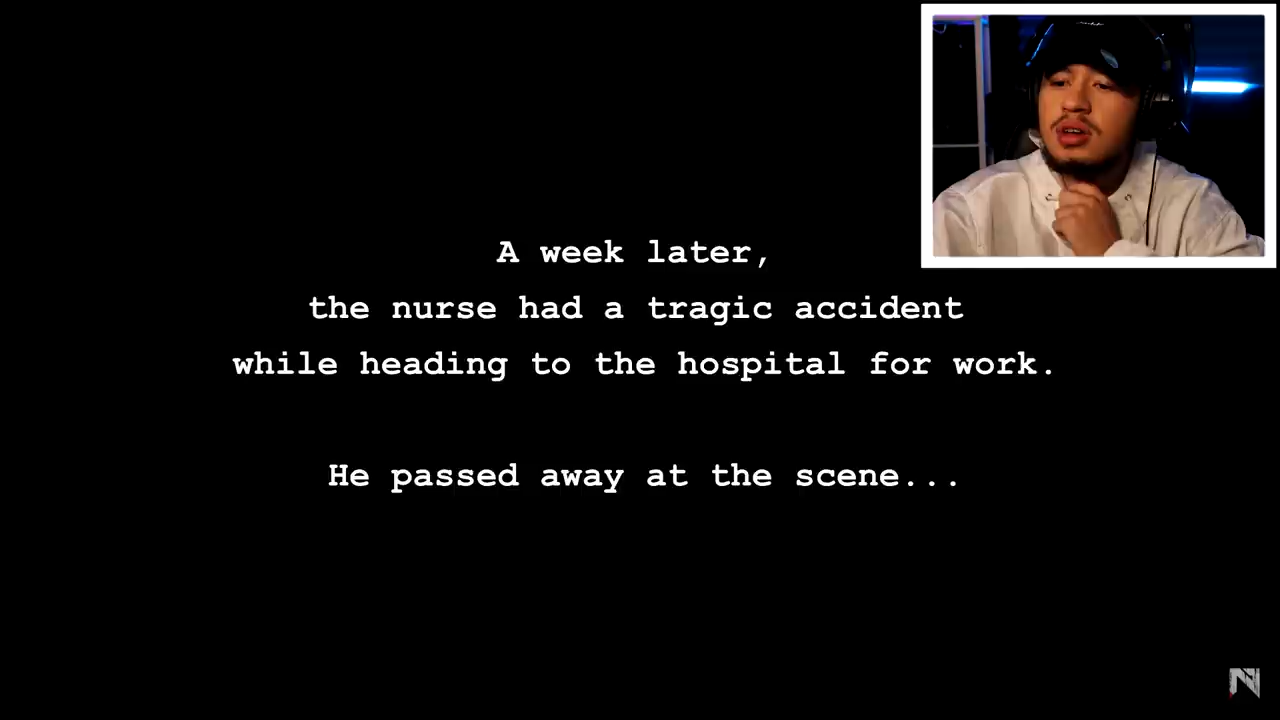 A week later,
the nurse had a tragic accident
while heading to the hospital for work.
He passed away at the scene...
N